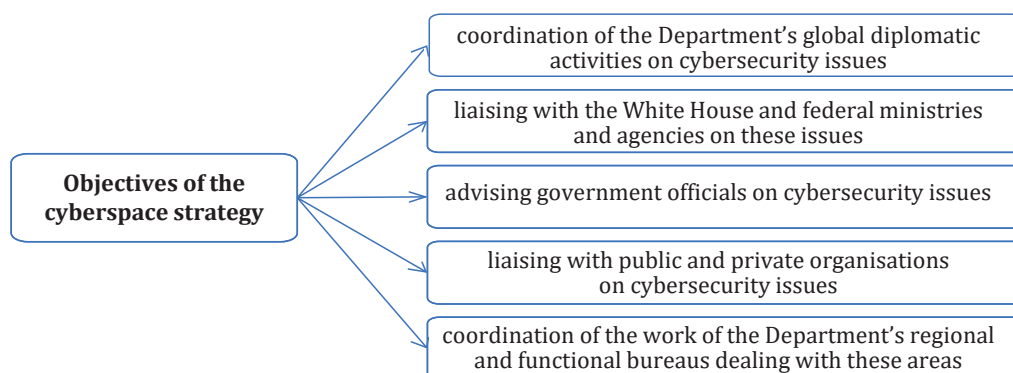 coordination of the Department’s global diplomatic
activities on cybersecurity issues
liaising with the White House and federal ministries
and agencies on these issues
Objectives of the
cyberspace strategy
advising government officials on cybersecurity issues
liaising with public and private organisations
on cybersecurity issues
coordination of the work of the Department’s regional
and functional bureaus dealing with these areas